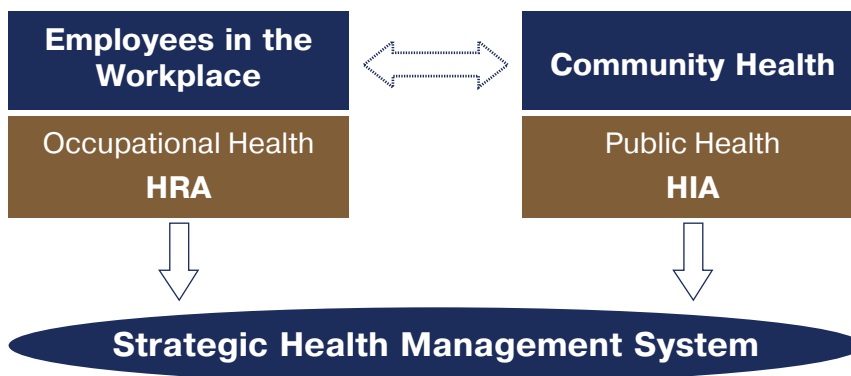 Employees in the
Workplace
Community Health
Occupational Health
HRA
Public Health
HIA
Strategic Health Management System